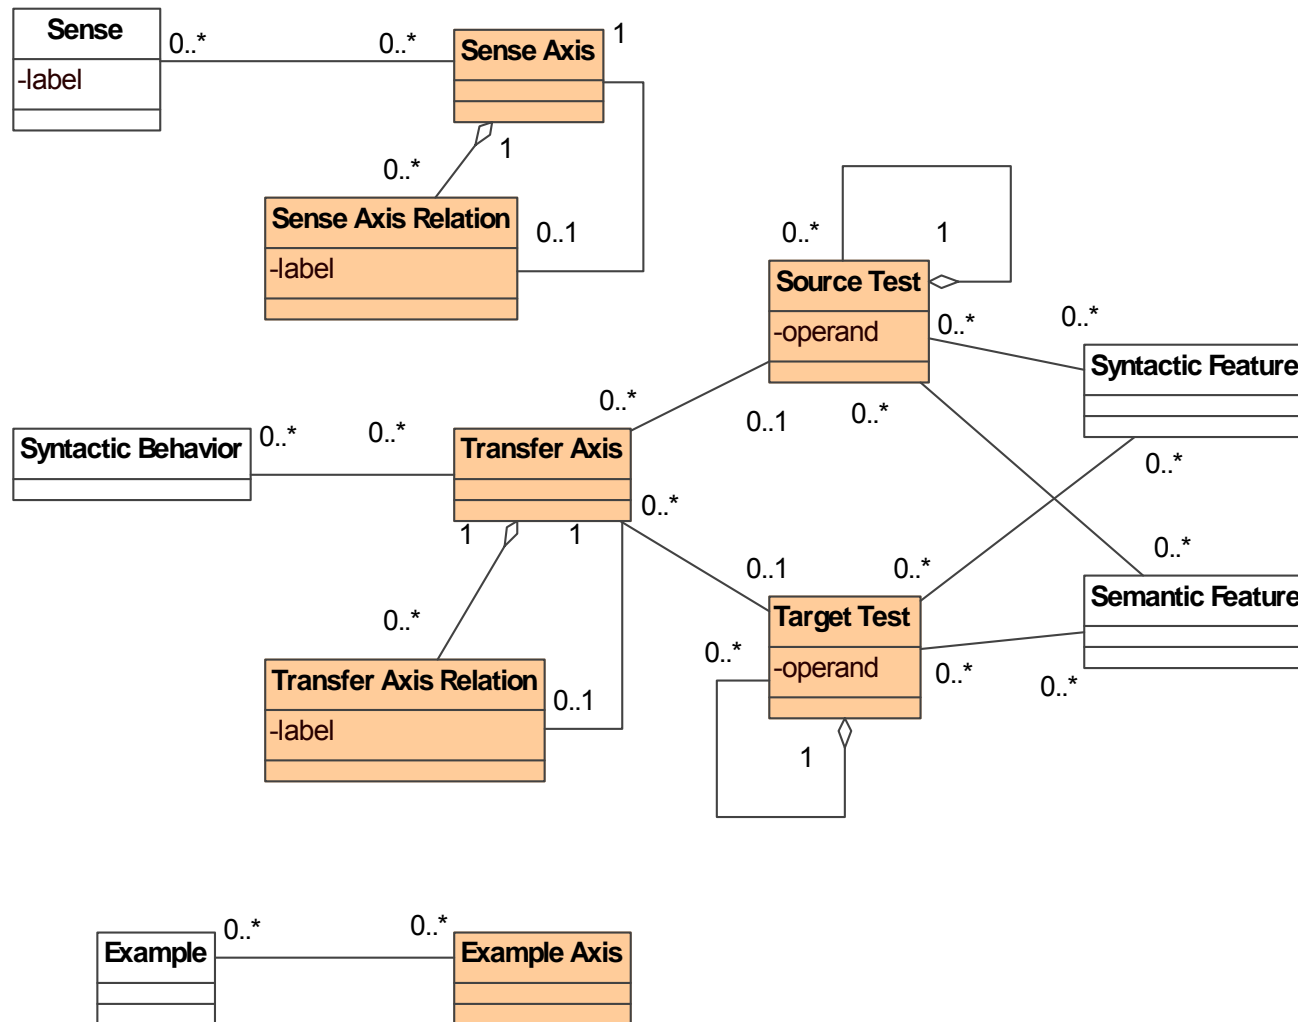 Sense
-label
0..*
0..*
Sense Axis
1
1
0..*
Sense Axis Relation
-label
0..1
0..*
1
Source Test
-operand
0..*
0..*
Syntactic Feature
0..*
0..1
0..*
Syntactic Behavior
0..*
0..*
Transfer Axis
0..*
0..*
1
1
0..1
0..*
0..*
Target Test
-operand
Semantic Feature
0..*
0..*
0..*
0..*
Transfer Axis Relation
-label
0..1
1
Example
0..*
0..*
Example Axis